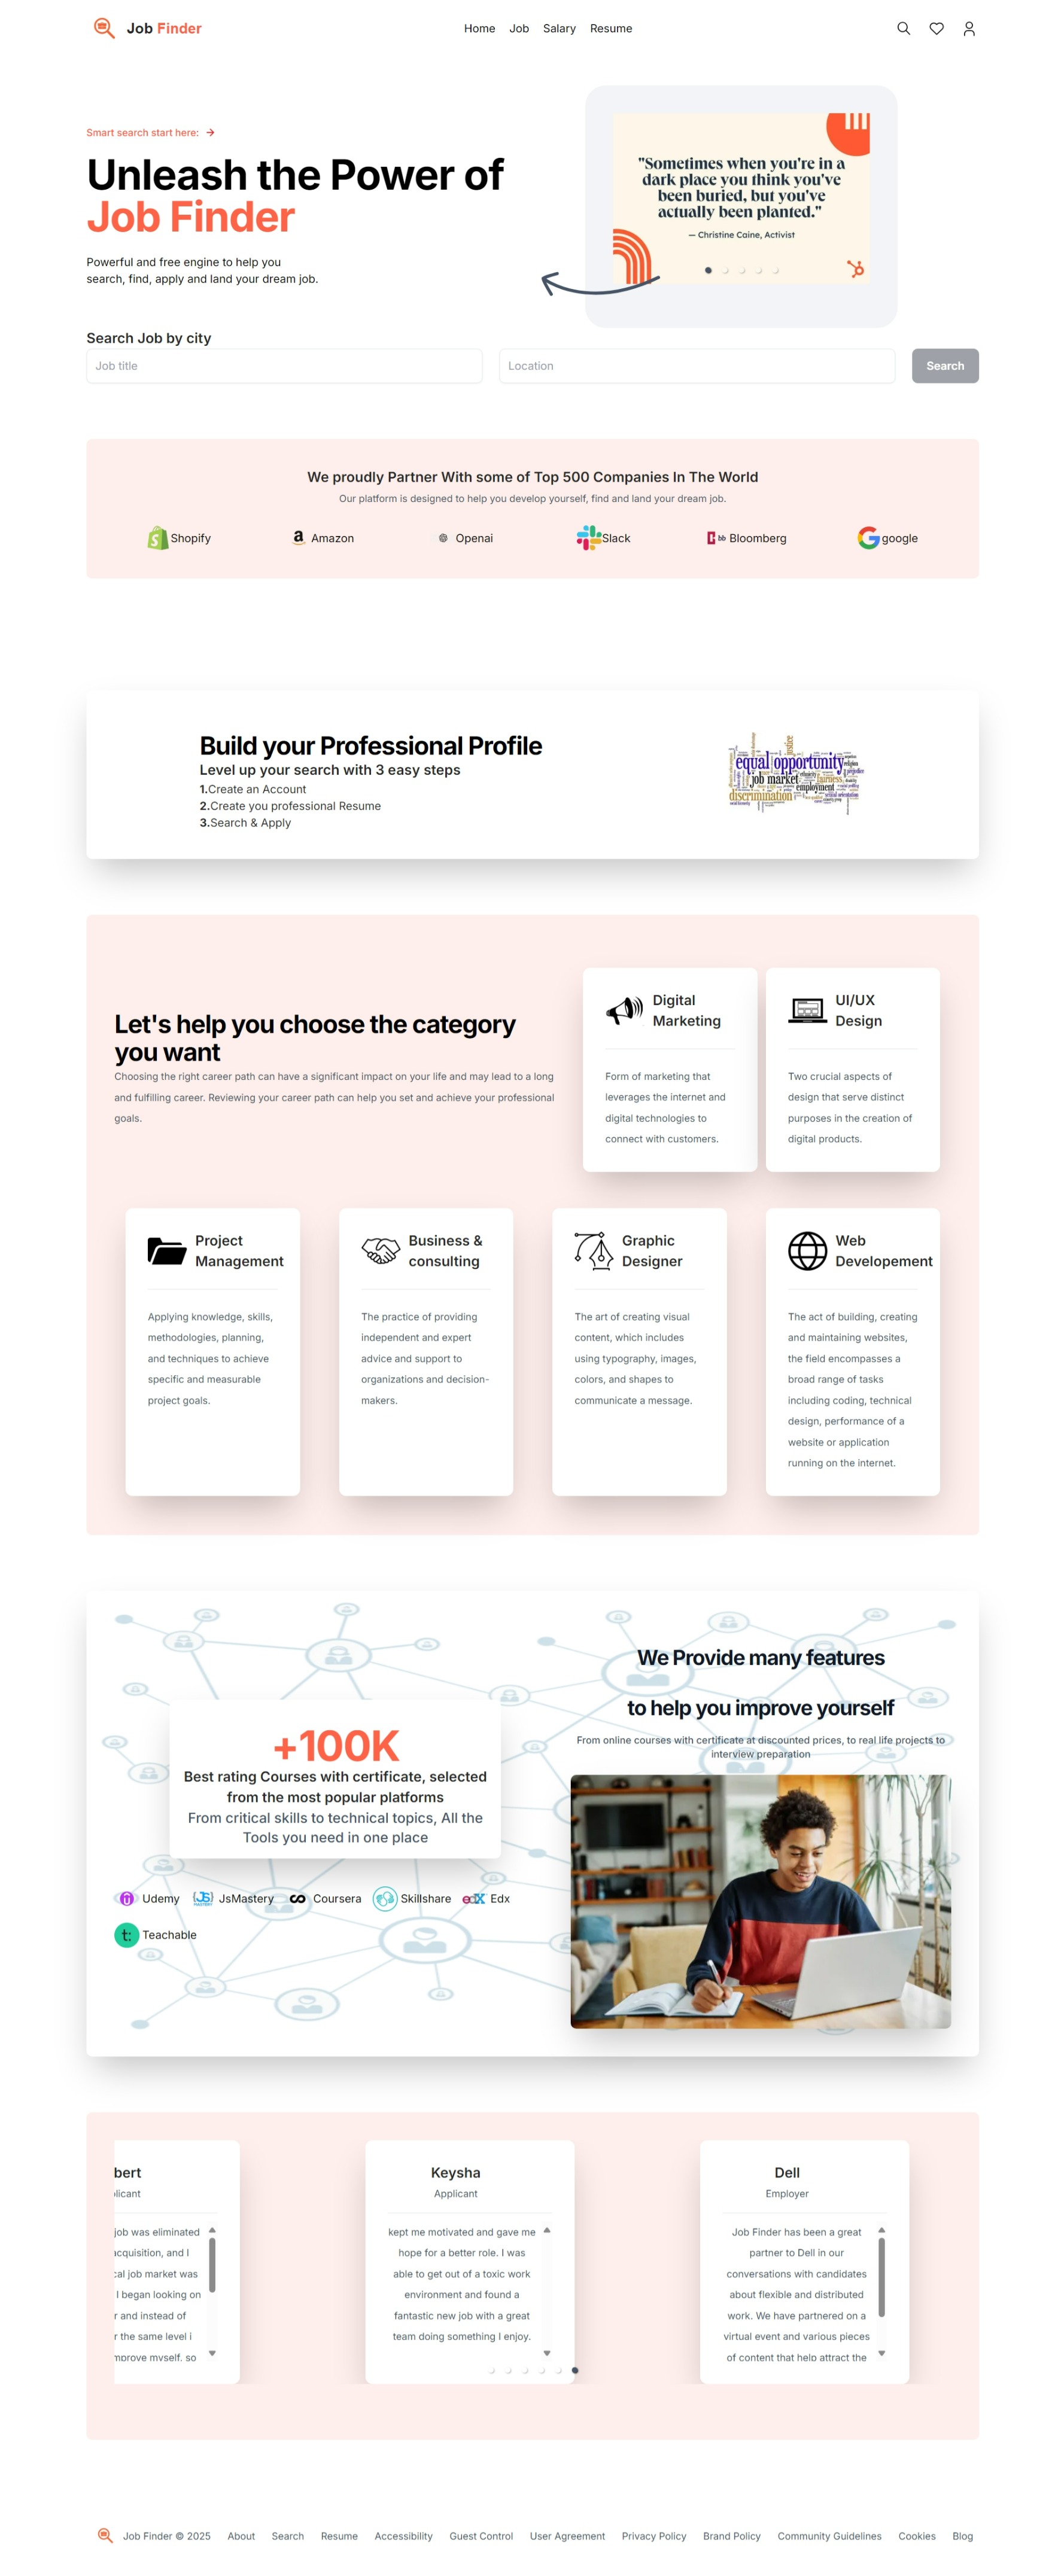 Job Finder
Home Job Salary Resume
Smart search start here:
Unleash the Power of
Job Finder
Powerful and free engine to help you
search, find, apply and land your dream job.
"Sometimes when you're in a
dark place you think you've
been buried, but you've
actually been planted."
— Christine Caine, Activist
Search Job by city
Job title
Location
Search
We proudly Partner With some of Top 500 Companies In The World
Our platform is designed to help you develop yourself, find and land your dream job.
Shopify
Amazon
Openai
Slack
Bloomberg
google
Build your Professional Profile
Level up your search with 3 easy steps
1.Create an Account
2.Create you professional Resume
3.Search & Apply
equal opportunity
job market
employment
discrimination
fairness
justice
Let's help you choose the category
you want
Choosing the right career path can have a significant impact on your life and may lead to a long
and fulfilling career. Reviewing your career path can help you set and achieve your professional
goals.
Digital
Marketing
Form of marketing that
leverages the internet and
digital technologies to
connect with customers.
UI/UX
Design
Two crucial aspects of
design that serve distinct
purposes in the creation of
digital products.
Project
Management
Applying knowledge, skills,
methodologies, planning,
and techniques to achieve
specific and measurable
project goals.
Business &
consulting
The practice of providing
independent and expert
advice and support to
organizations and decision-
makers.
Graphic
Designer
The art of creating visual
content, which includes
using typography, images,
colors, and shapes to
communicate a message.
Web
Developement
The act of building, creating
and maintaining websites,
the field encompasses a
broad range of tasks
including coding, technical
design, performance of a
website or application
running on the internet.
+100K
Best rating Courses with certificate, selected
from the most popular platforms
From critical skills to technical topics, All the
Tools you need in one place
Udemy
JsMastery
Coursera
Skillshare
Edx
Teachable
We Provide many features
to help you improve yourself
From online courses with certificate at discounted prices, to real life projects to
interview preparation
bert
licant
job was eliminated
acquisition, and I
cal job market was
I began looking on
r and instead of
r the same level i
mprove myself. so
Keysha
Applicant
kept me motivated and gave me
hope for a better role. I was
able to get out of a toxic work
environment and found a
fantastic new job with a great
team doing something I enjoy.
Dell
Employer
Job Finder has been a great
partner to Dell in our
conversations with candidates
about flexible and distributed
work. We have partnered on a
virtual event and various pieces
of content that help attract the
Job Finder © 2025 About Search Resume Accessibility Guest Control User Agreement Privacy Policy Brand Policy Community Guidelines Cookies Blog